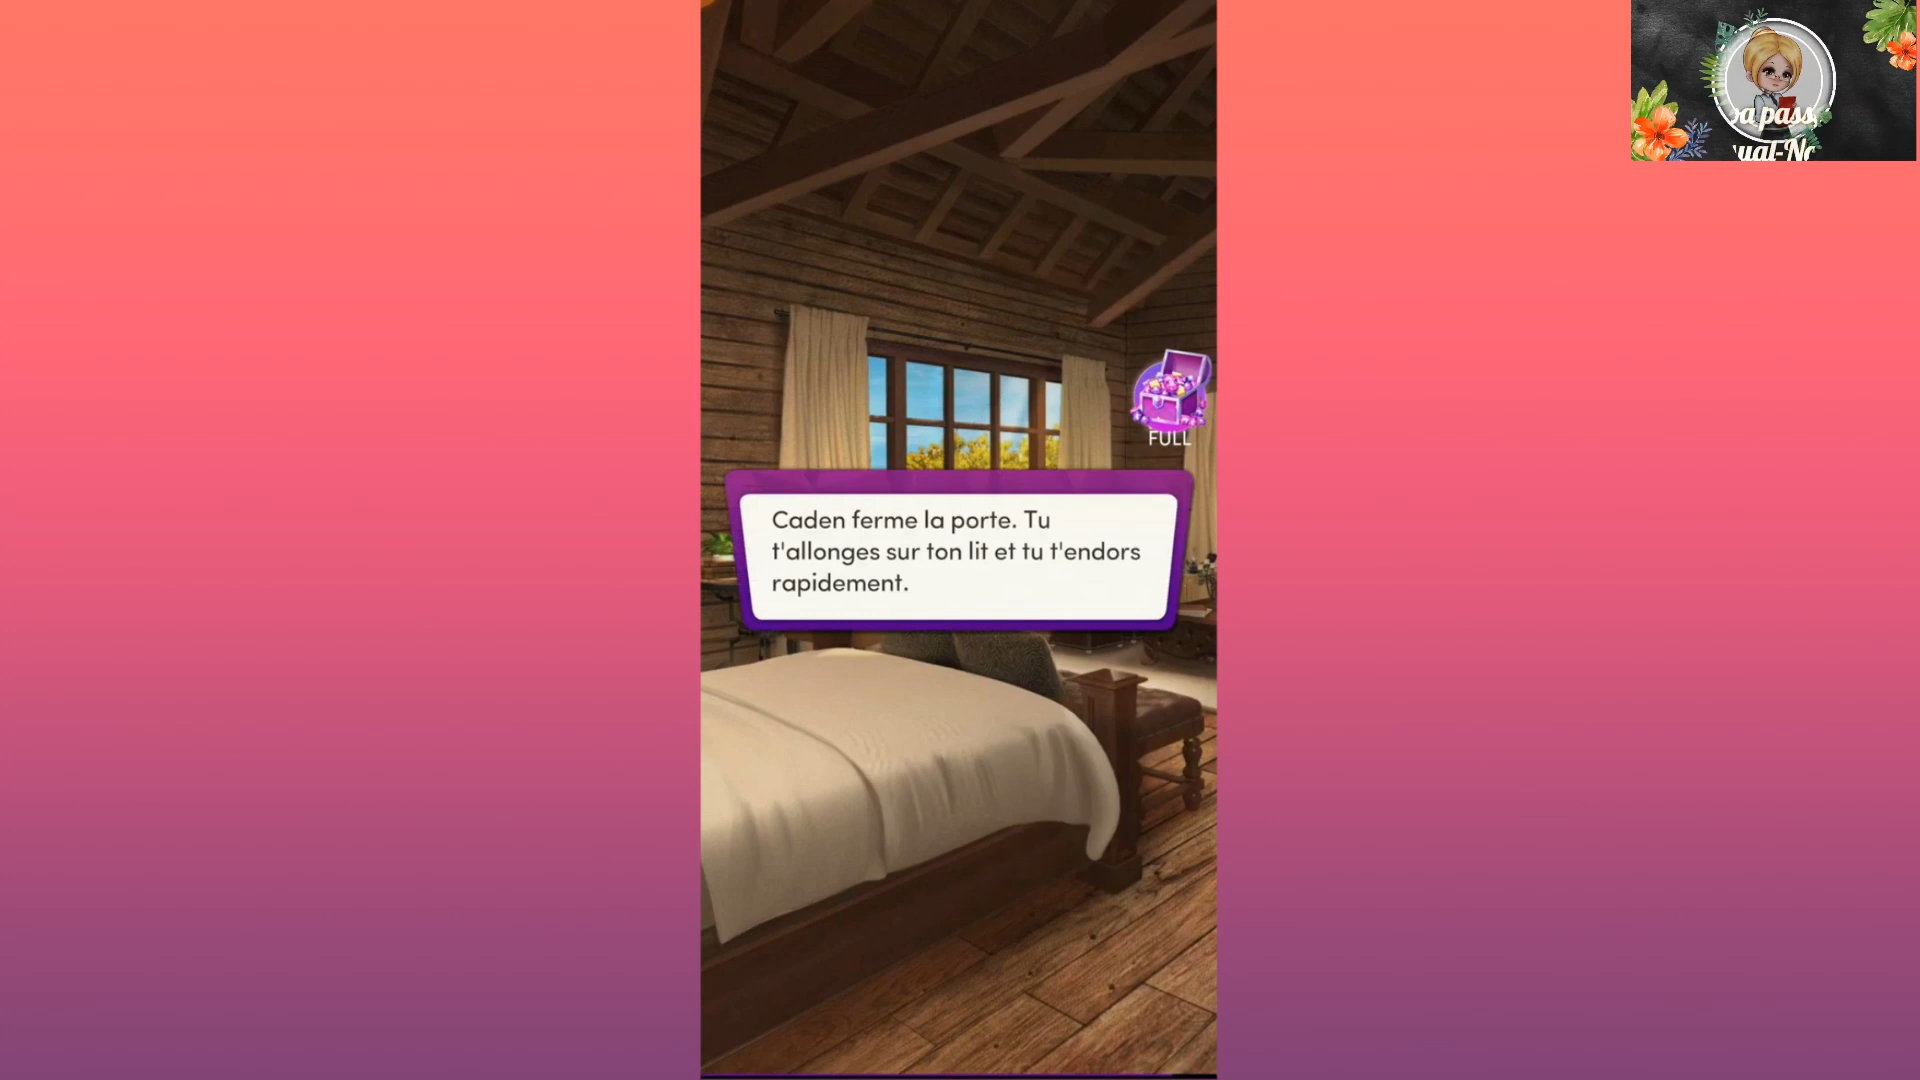 FULL
Caden ferme la porte. Tu
t'allonges sur ton lit et tu t'endors
rapidement.